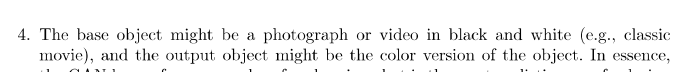 4. The base object might be a photograph or video in black and white (e.g., classic
movie), and the output object might be the color version of the object. In essence,